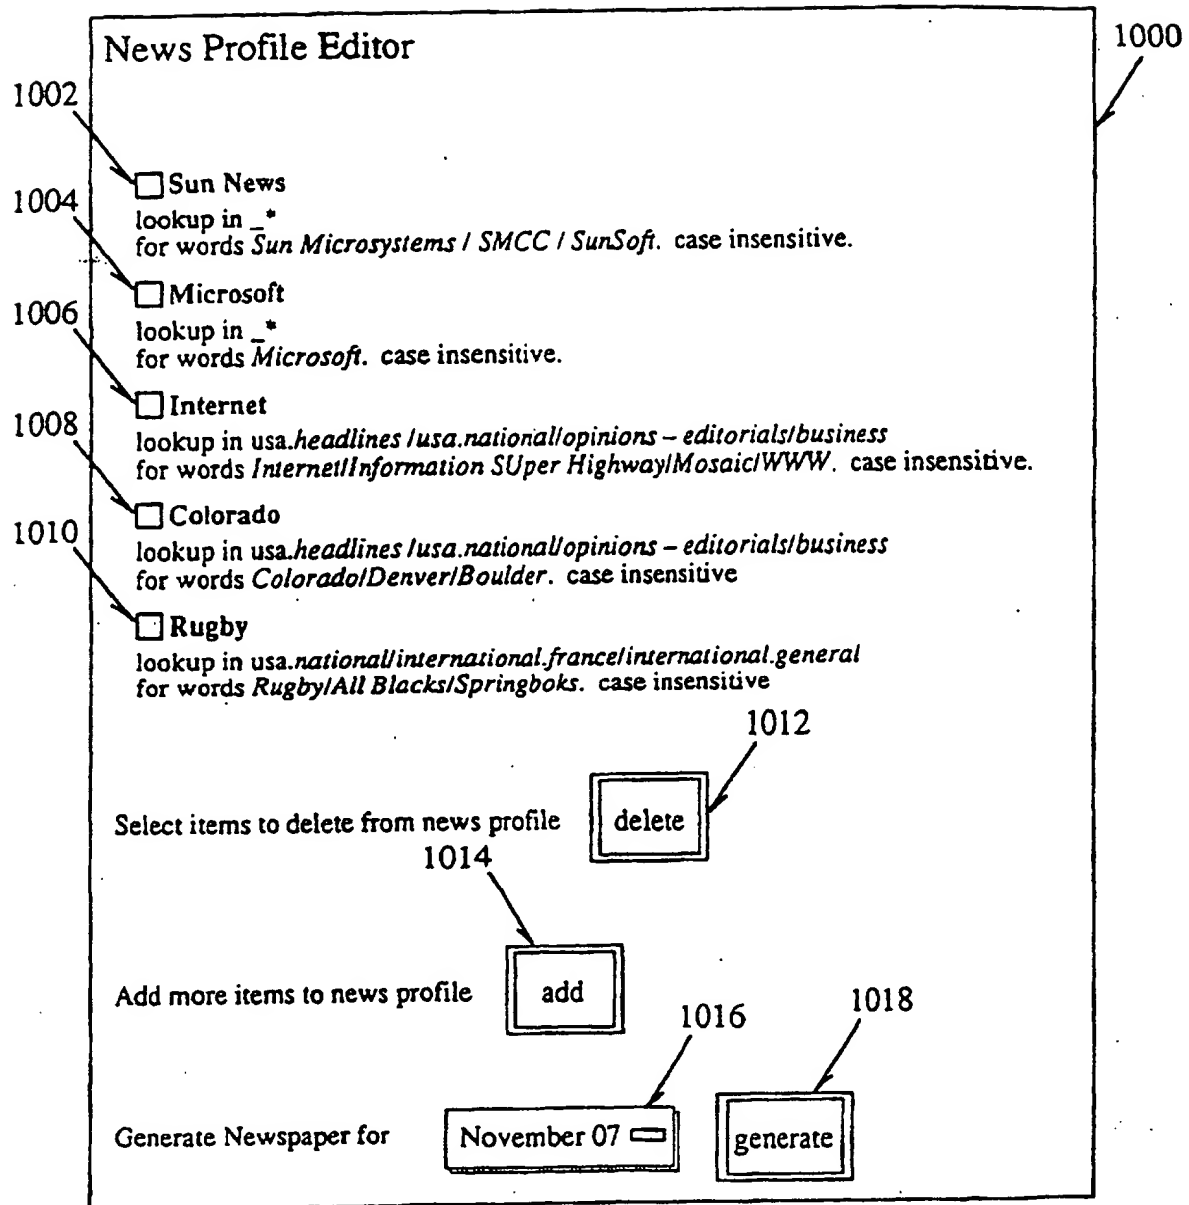 News Profile Editor
1000
1002
Sun News
1004
lookup in _*
for words Sun Microsystems / SMCC / SunSoft. case insensitive.
Microsoft
1006
lookup in _*
for words Microsoft. case insensitive.
Internet
1008
lookup in usa.headlines /usa.national/opinions – editorials/business
for words Internet/Information SUper Highway/Mosaic/WWW. case insensitive.
Colorado
1010
lookup in usa.headlines /usa.national/opinions – editorials/business
for words Colorado/Denver/Boulder. case insensitive
Rugby
lookup in usa.national/international.france/international.general
for words Rugby/All Blacks/Springboks. case insensitive
1012
Select items to delete from news profile delete
1014
Add more items to news profile add
1016
1018
Generate Newspaper for November 07 generate